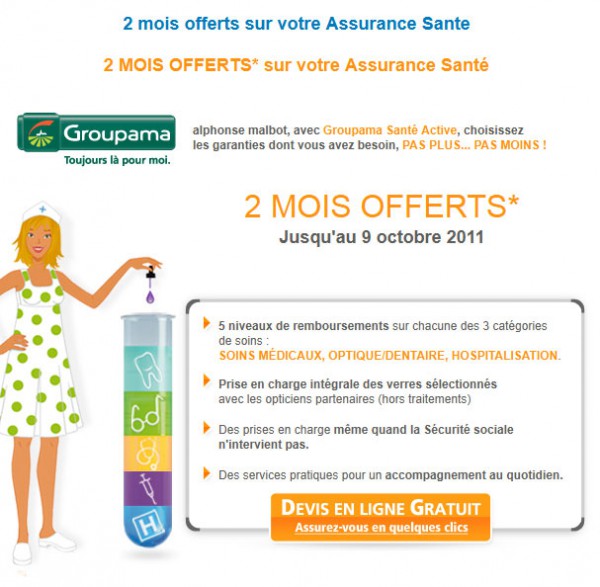 2 mois offerts sur votre Assurance Sante
2 MOIS OFFERTS* sur votre Assurance Santé
Groupama
Toujours là pour moi.
alphonse malbot, avec Groupama Santé Active, choisissez
les garanties dont vous avez besoin, PAS PLUS... PAS MOINS !
2 MOIS OFFERTS*
Jusqu'au 9 octobre 2011
5 niveaux de remboursements sur chacune des 3 catégories
de soins :
SOINS MÉDICAUX, OPTIQUE/DENTAIRE, HOSPITALISATION.
Prise en charge intégrale des verres sélectionnés
avec les opticiens partenaires (hors traitements)
Des prises en charge même quand la Sécurité sociale
n'intervient pas.
Des services pratiques pour un accompagnement au quotidien.
DEVIS EN LIGNE GRATUIT
Assurez-vous en quelques clics
H